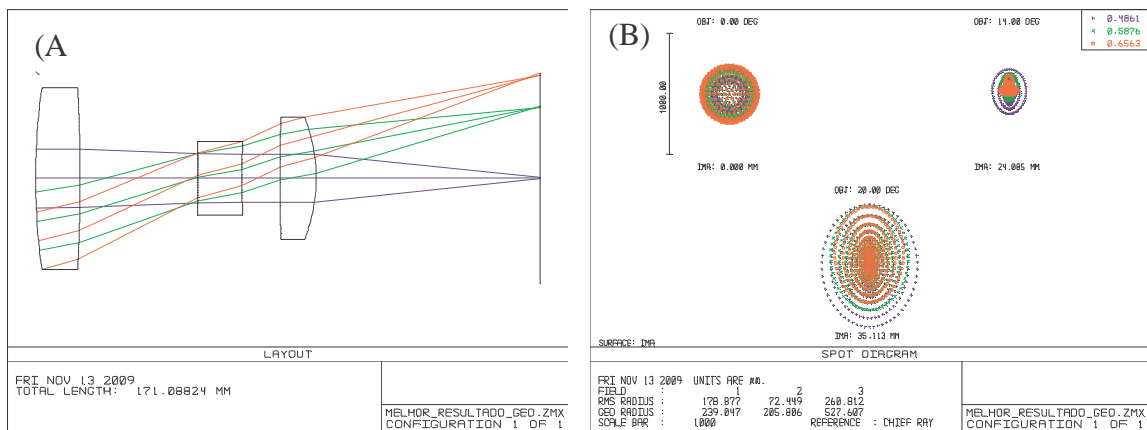 (A
LAYOUT
FRI NOV 13 2009
TOTAL LENGTH: 171.08824 MM
MELHOR_RESULTADO_GEO.ZMX
CONFIGURATION 1 OF 1
(B)
OBJ: 0.00 DEG
OBJ: 14.00 DEG
0.4861
0.5876
0.6563
1000.00
IMA: 0.000 MM
IMA: 24.085 MM
OBJ: 20.00 DEG
IMA: 35.113 MM
SURFACE: IMA
SPOT DIAGRAM
FRI NOV 13 2009 UNITS ARE µm.
FIELD : 1 2 3
RMS RADIUS : 178.877 72.449 260.812
GEO RADIUS : 239.047 205.806 527.607
SCALE BAR : 1000 REFERENCE : CHIEF RAY
MELHOR_RESULTADO_GEO.ZMX
CONFIGURATION 1 OF 1